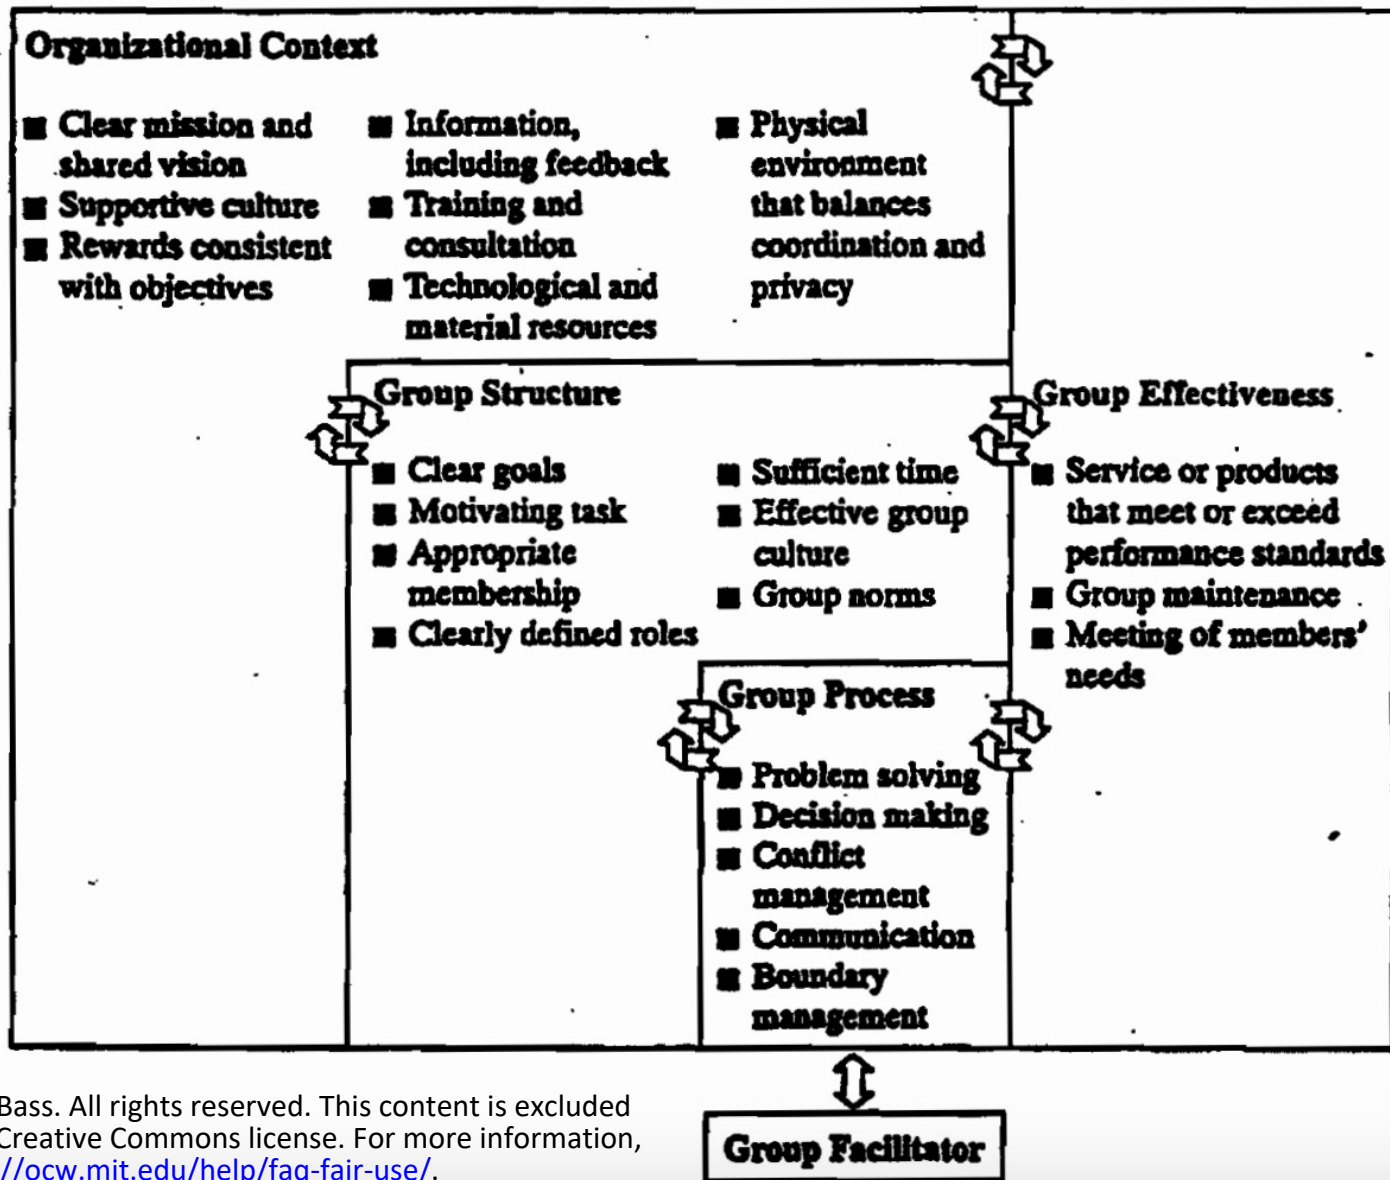 Organizational Context
■ Clear mission and
shared vision
■ Supportive culture
■ Rewards consistent
with objectives
■ Information,
including feedback
■ Training and
consultation
■ Technological and
material resources
■ Physical
environment
that balances
coordination and
privacy
Group Structure
■ Clear goals
■ Motivating task
■ Appropriate
membership
■ Clearly defined roles
■ Sufficient time
■ Effective group
culture
■ Group norms
Group Process
■ Problem solving
■ Decision making
■ Conflict
management
■ Communication
■ Boundary
management
Group Effectiveness
■ Service or products
that meet or exceed
performance standards
■ Group maintenance
■ Meeting of members'
needs
Group Facilitator
Bass. All rights reserved. This content is excluded
Creative Commons license. For more information,
//ocw.mit.edu/help/faq-fair-use/.